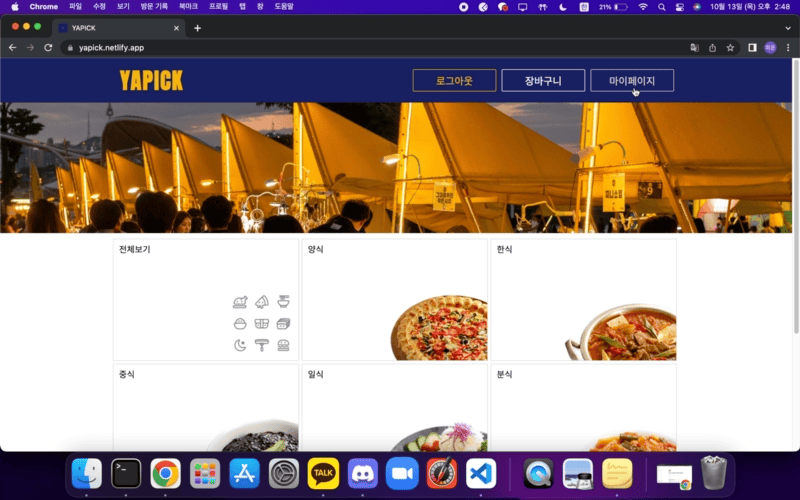 Chrome 파일 수정 보기 방문 기록 북마크 프로필 탭 창 도움말 21% 10월 13일 (목) 오후 2:48
YAPICK
yapick.netlify.app
YAPICK
로그아웃 장바구니 마이페이지
9
전체보기 양식 한식
중식 일식 분식
TALK